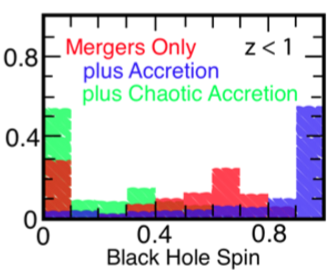 Mergers Only
z < 1
plus Accretion
plus Chaotic Accretion
0.8
0.4
0
0
0.4
0.8
Black Hole Spin